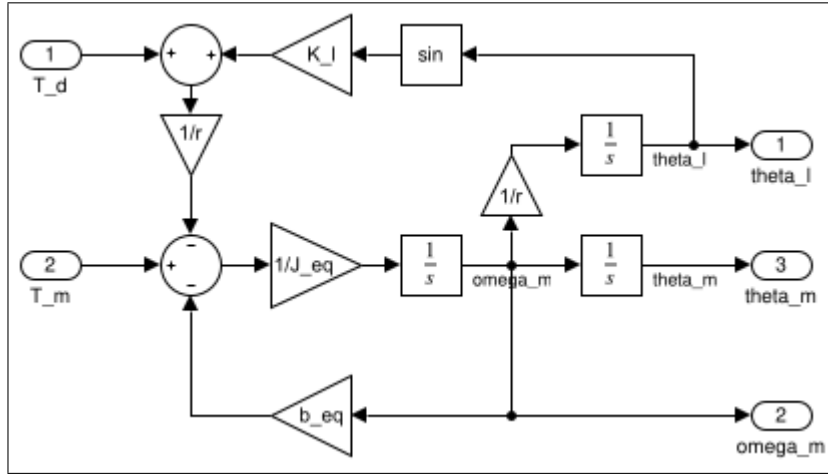 1
T_d
+
+
K_l
sin
1/r
1
s
theta_l
1
theta_l
1/r
2
T_m
+
−
−
1/J_eq
1
s
omega_m
1
s
theta_m
3
theta_m
b_eq
2
omega_m